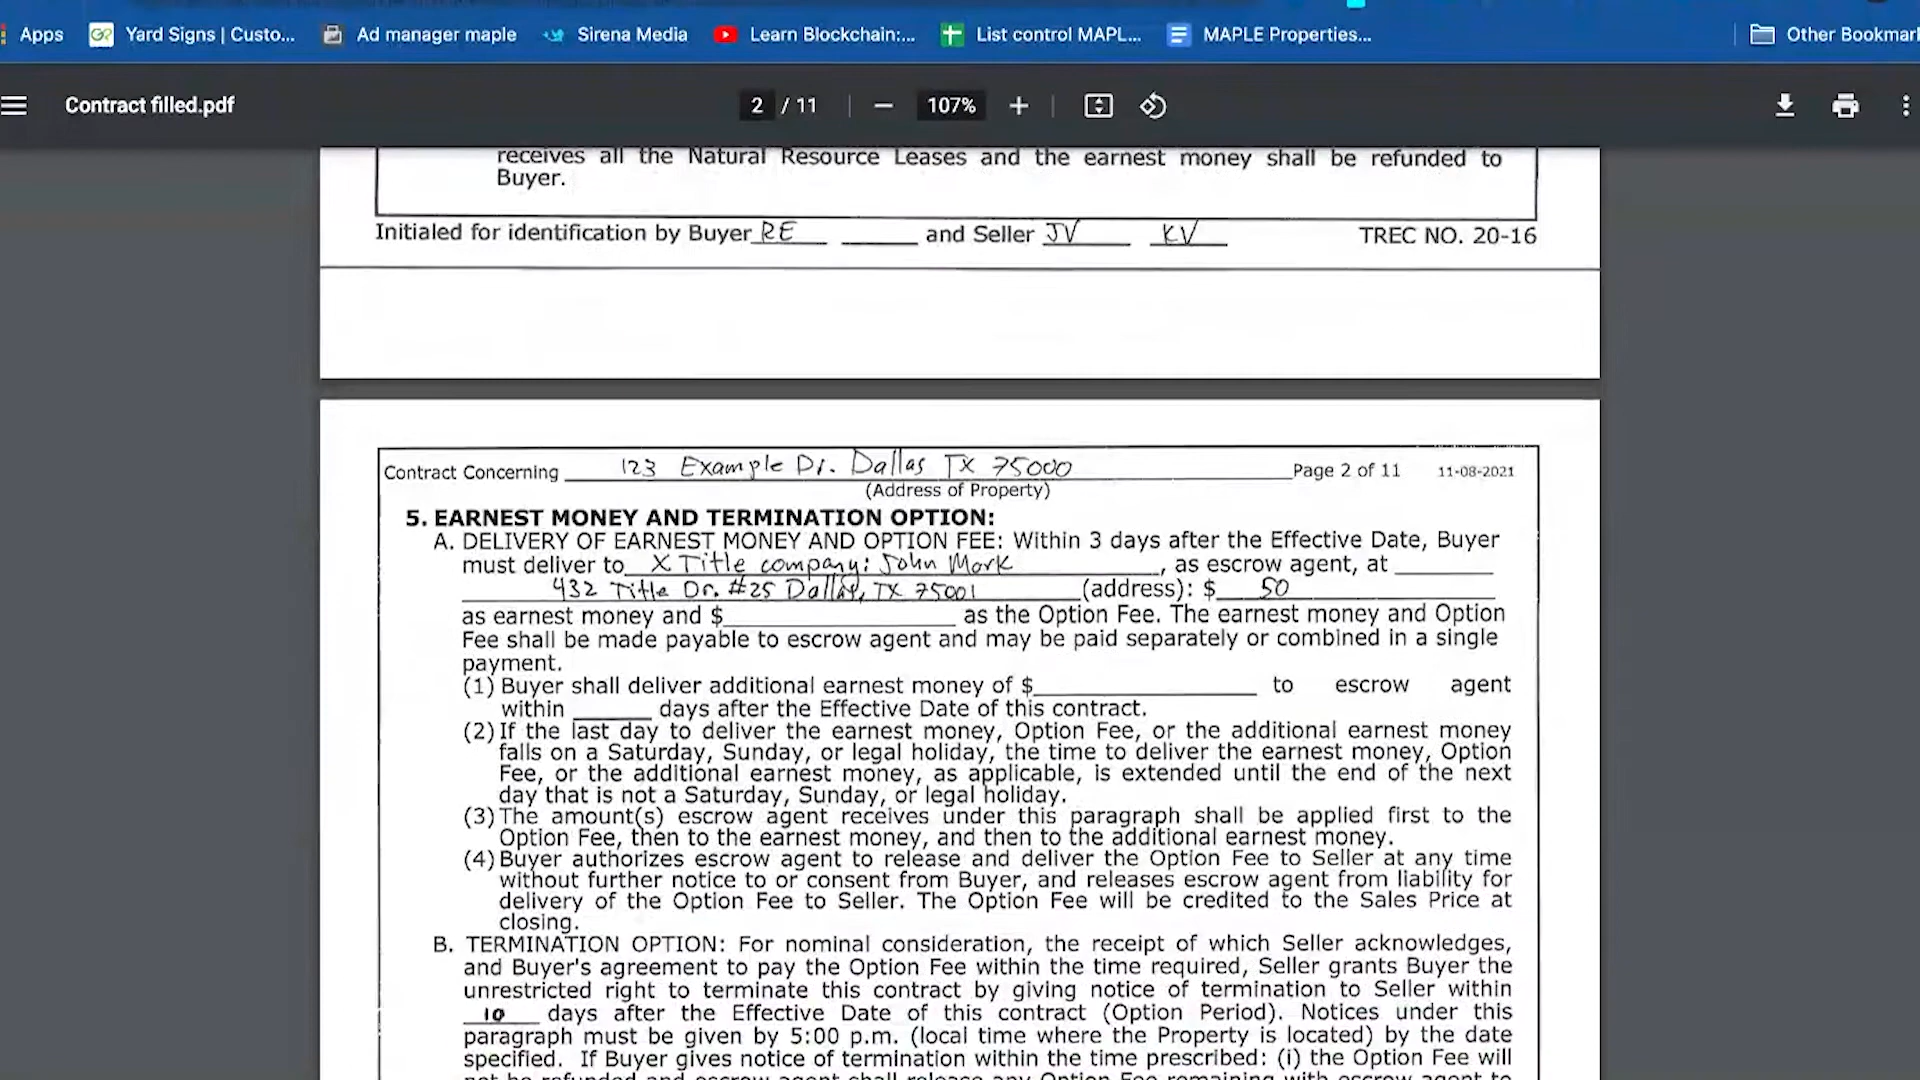 Apps Yard Signs | Custo... Ad manager maple Sirena Media Learn Blockchain:... List control MAPL... MAPLE Properties... Other Bookmar
Contract filled.pdf 2 / 11 — 107% +
receives all the Natural Resource Leases and the earnest money shall be refunded to
Buyer.
Initialed for identification by Buyer RE and Seller JV KV TREC NO. 20-16
Contract Concerning 123 Example Dr. Dallas TX 75000 Page 2 of 11 11-08-2021
(Address of Property)
5. EARNEST MONEY AND TERMINATION OPTION:
A. DELIVERY OF EARNEST MONEY AND OPTION FEE: Within 3 days after the Effective Date, Buyer
must deliver to X Title company: John Mark, as escrow agent, at
432 Title Dr. #25 Dallas, TX 75001 (address): $ 50
as earnest money and $ as the Option Fee. The earnest money and Option
Fee shall be made payable to escrow agent and may be paid separately or combined in a single
payment.
(1) Buyer shall deliver additional earnest money of $ to escrow agent
within days after the Effective Date of this contract.
(2) If the last day to deliver the earnest money, Option Fee, or the additional earnest money
falls on a Saturday, Sunday, or legal holiday, the time to deliver the earnest money, Option
Fee, or the additional earnest money, as applicable, is extended until the end of the next
day that is not a Saturday, Sunday, or legal holiday.
(3) The amount(s) escrow agent receives under this paragraph shall be applied first to the
Option Fee, then to the earnest money, and then to the additional earnest money.
(4) Buyer authorizes escrow agent to release and deliver the Option Fee to Seller at any time
without further notice to or consent from Buyer, and releases escrow agent from liability for
delivery of the Option Fee to Seller. The Option Fee will be credited to the Sales Price at
closing.
B. TERMINATION OPTION: For nominal consideration, the receipt of which Seller acknowledges,
and Buyer's agreement to pay the Option Fee within the time required, Seller grants Buyer the
unrestricted right to terminate this contract by giving notice of termination to Seller within
10 days after the Effective Date of this contract (Option Period). Notices under this
paragraph must be given by 5:00 p.m. (local time where the Property is located) by the date
specified. If Buyer gives notice of termination within the time prescribed: (i) the Option Fee will
not be refunded and escrow agent shall release any Option Fee remaining with escrow agent to